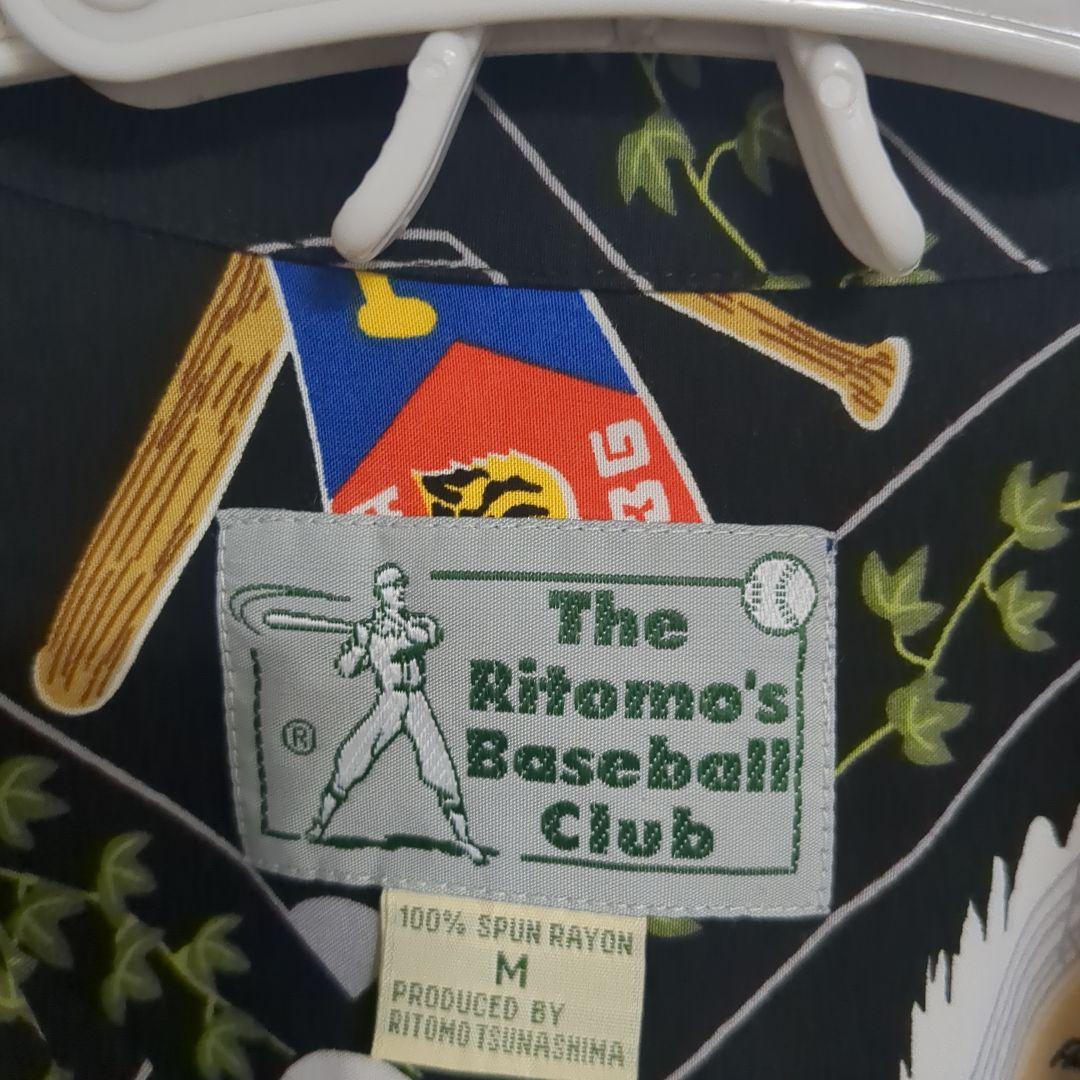 The
Ritomo's
Baseball
Club
®
100% SPUN RAYON
M
PRODUCED BY
RITOMO TSUNASHIMA